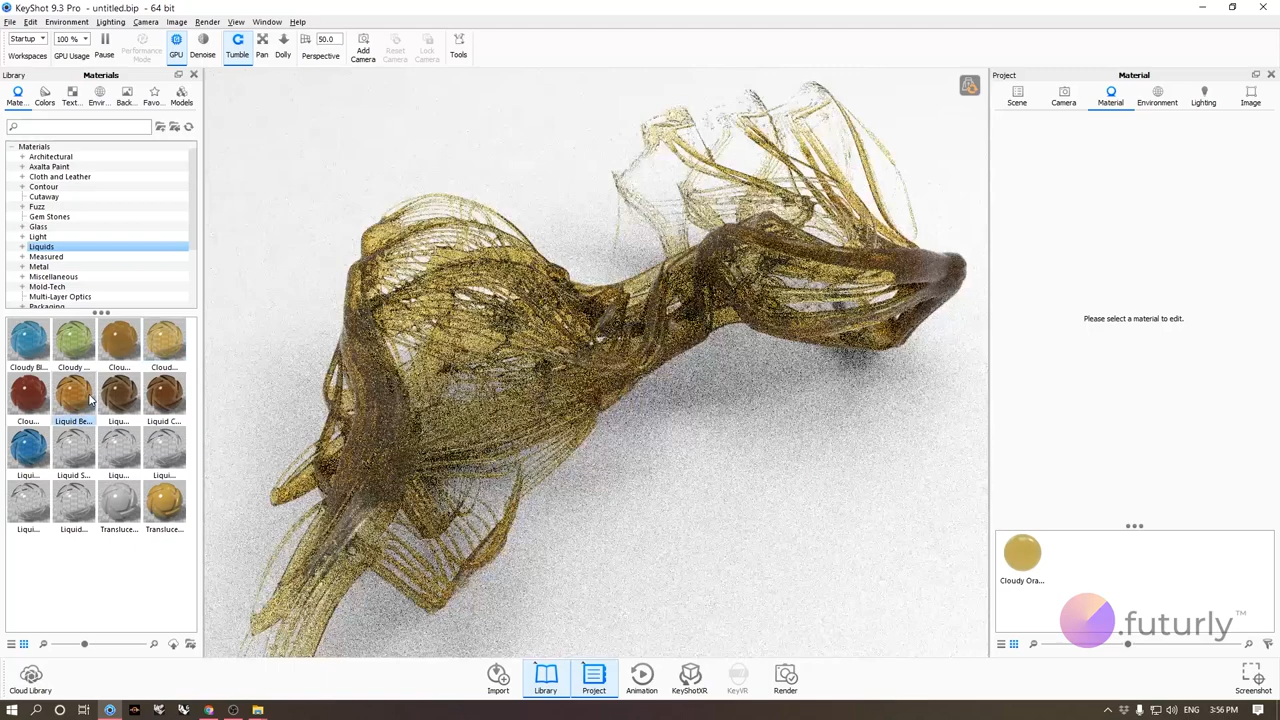 KeyShot 9.3 Pro - untitled.bip - 64 bit
File Edit Environment Lighting Camera Image Render View Window Help
Startup 100 % 50.0
Workspaces GPU Usage Pause Performance Mode GPU Denoise Tumble Pan Dolly Perspective Add Camera Reset Camera Lock Camera Tools
Library Materials
Mate... Colors Text... Envir... Back... Favo... Models
Materials
Architectural
Axalta Paint
Cloth and Leather
Contour
Cutaway
Fuzz
Gem Stones
Glass
Light
Liquids
Measured
Metal
Miscellaneous
Mold-Tech
Multi-Layer Optics
Packaging
Cloudy Bl... Cloudy ... Clou... Cloud...
Clou... Liquid Be... Liqu... Liquid C...
Liqui... Liquid S... Liqu... Liqui...
Liqui... Liquid... Transluce... Transluce...
Project Material
Scene Camera Material Environment Lighting Image
Please select a material to edit.
Cloudy Ora...
.futurly™
Cloud Library Import Library Project Animation KeyShotXR KeyVR Render Screenshot
ENG 3:56 PM